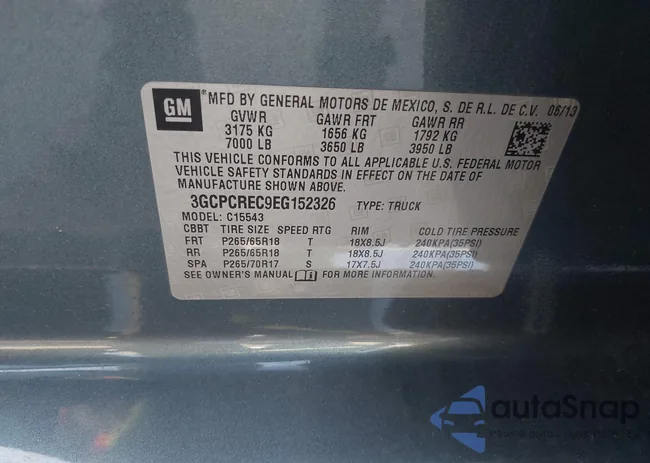 GM
MFD BY GENERAL MOTORS DE MEXICO, S. DE R.L. DE C.V. 06/13
GVWR GAWR FRT GAWR RR
3175 KG 1656 KG 1792 KG
7000 LB 3650 LB 3950 LB
THIS VEHICLE CONFORMS TO ALL APPLICABLE U.S. FEDERAL MOTOR
VEHICLE SAFETY STANDARDS IN EFFECT ON THE DATE OF
MANUFACTURE SHOWN ABOVE.
3GCPCREC9EG152326 TYPE: TRUCK
MODEL: C15543
CBBT TIRE SIZE SPEED RTG RIM COLD TIRE PRESSURE
FRT P265/65R18 T 18X8.5J 240KPA(35PSI)
RR P265/65R18 T 18X8.5J 240KPA(35PSI)
SPA P265/70R17 S 17X7.5J 240KPA(35PSI)
SEE OWNER'S MANUAL FOR MORE INFORMATION.
autoSnap